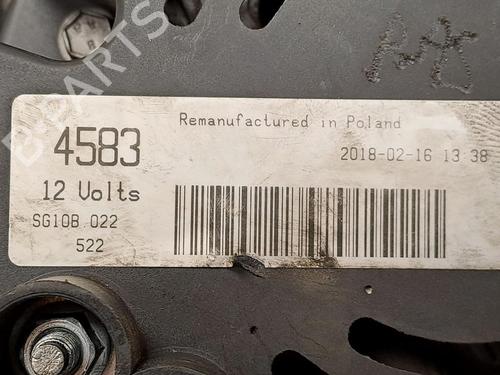 Remanufactured in Poland
4583
2018-02-16 13 38
12 Volts
SG10B 022
522
B-PARTS